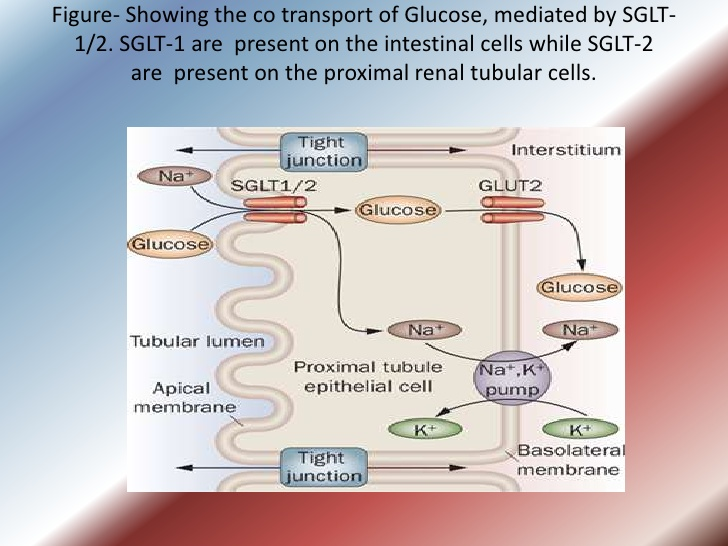 Figure- Showing the co transport of Glucose, mediated by SGLT-
1/2. SGLT-1 are  present on the intestinal cells while SGLT-2
are  present on the proximal renal tubular cells.
Tight
junction
Interstitium
Na+
SGLT1/2
GLUT2
Glucose
Glucose
Glucose
Na+
Na+
Tubular lumen
Proximal tubule
epithelial cell
Na+,K+
pump
Apical
membrane
K+
K+
Tight
junction
Basolateral
membrane